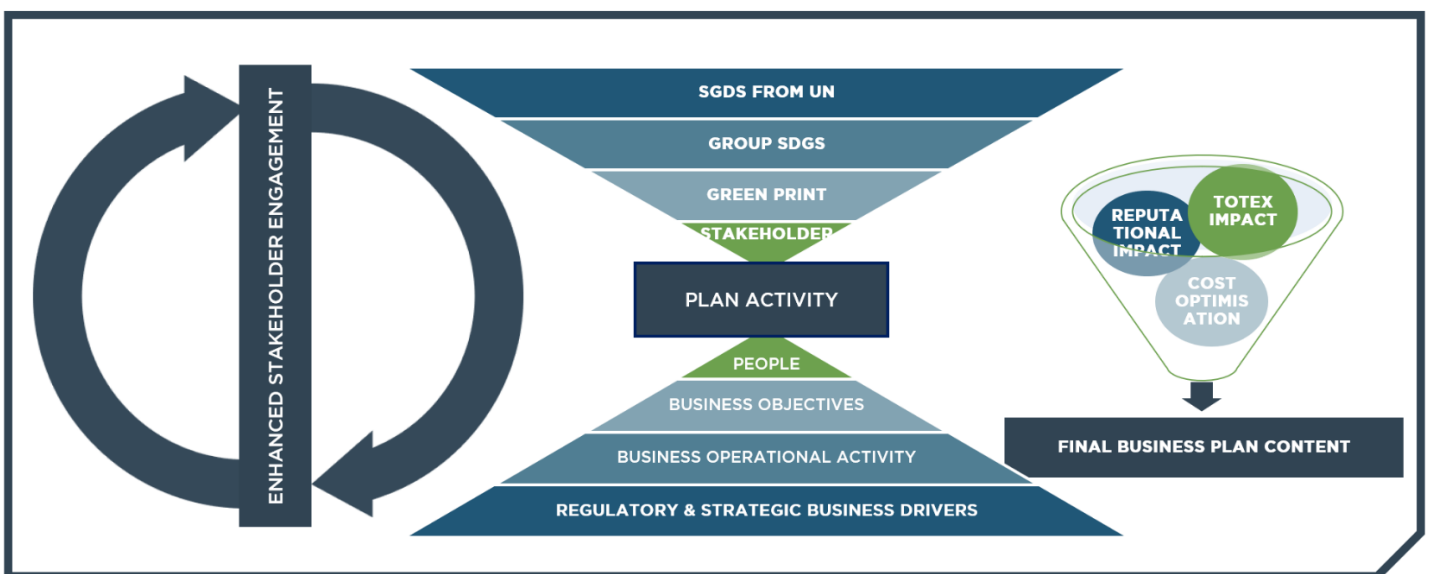 ENHANCED STAKEHOLDER ENGAGEMENT
SGDS FROM UN
GROUP SDGS
GREEN PRINT
STAKEHOLDER
PLAN ACTIVITY
PEOPLE
BUSINESS OBJECTIVES
BUSINESS OPERATIONAL ACTIVITY
REGULATORY & STRATEGIC BUSINESS DRIVERS
REPUTA
TIONAL
IMPACT
TOTEX
IMPACT
COST
OPTIMIS
ATION
FINAL BUSINESS PLAN CONTENT